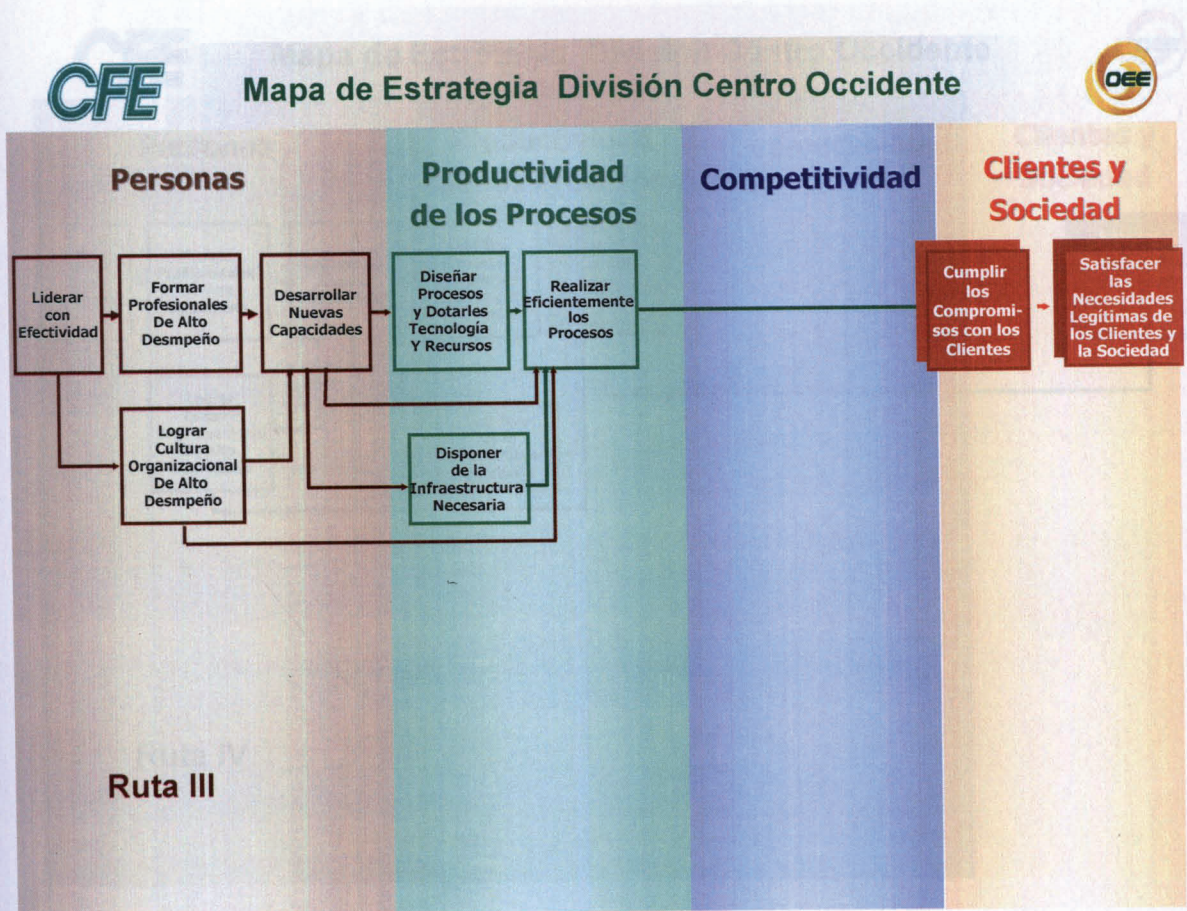 CFE
Mapa de Estrategia División Centro Occidente
OEE
Personas
Productividad
de los Procesos
Competitividad
Clientes y
Sociedad
Liderar
con
Efectividad
Formar
Profesionales
De Alto
Desmpeño
Desarrollar
Nuevas
Capacidades
Diseñar
Procesos
y Dotarles
Tecnología
Y Recursos
Realizar
Eficientemente
los
Procesos
Cumplir
los
Compromi-
sos con los
Clientes
Satisfacer
las
Necesidades
Legítimas de
los Clientes y
la Sociedad
Lograr
Cultura
Organizacional
De Alto
Desmpeño
Disponer
de la
Infraestructura
Necesaria
Ruta IV
Ruta III